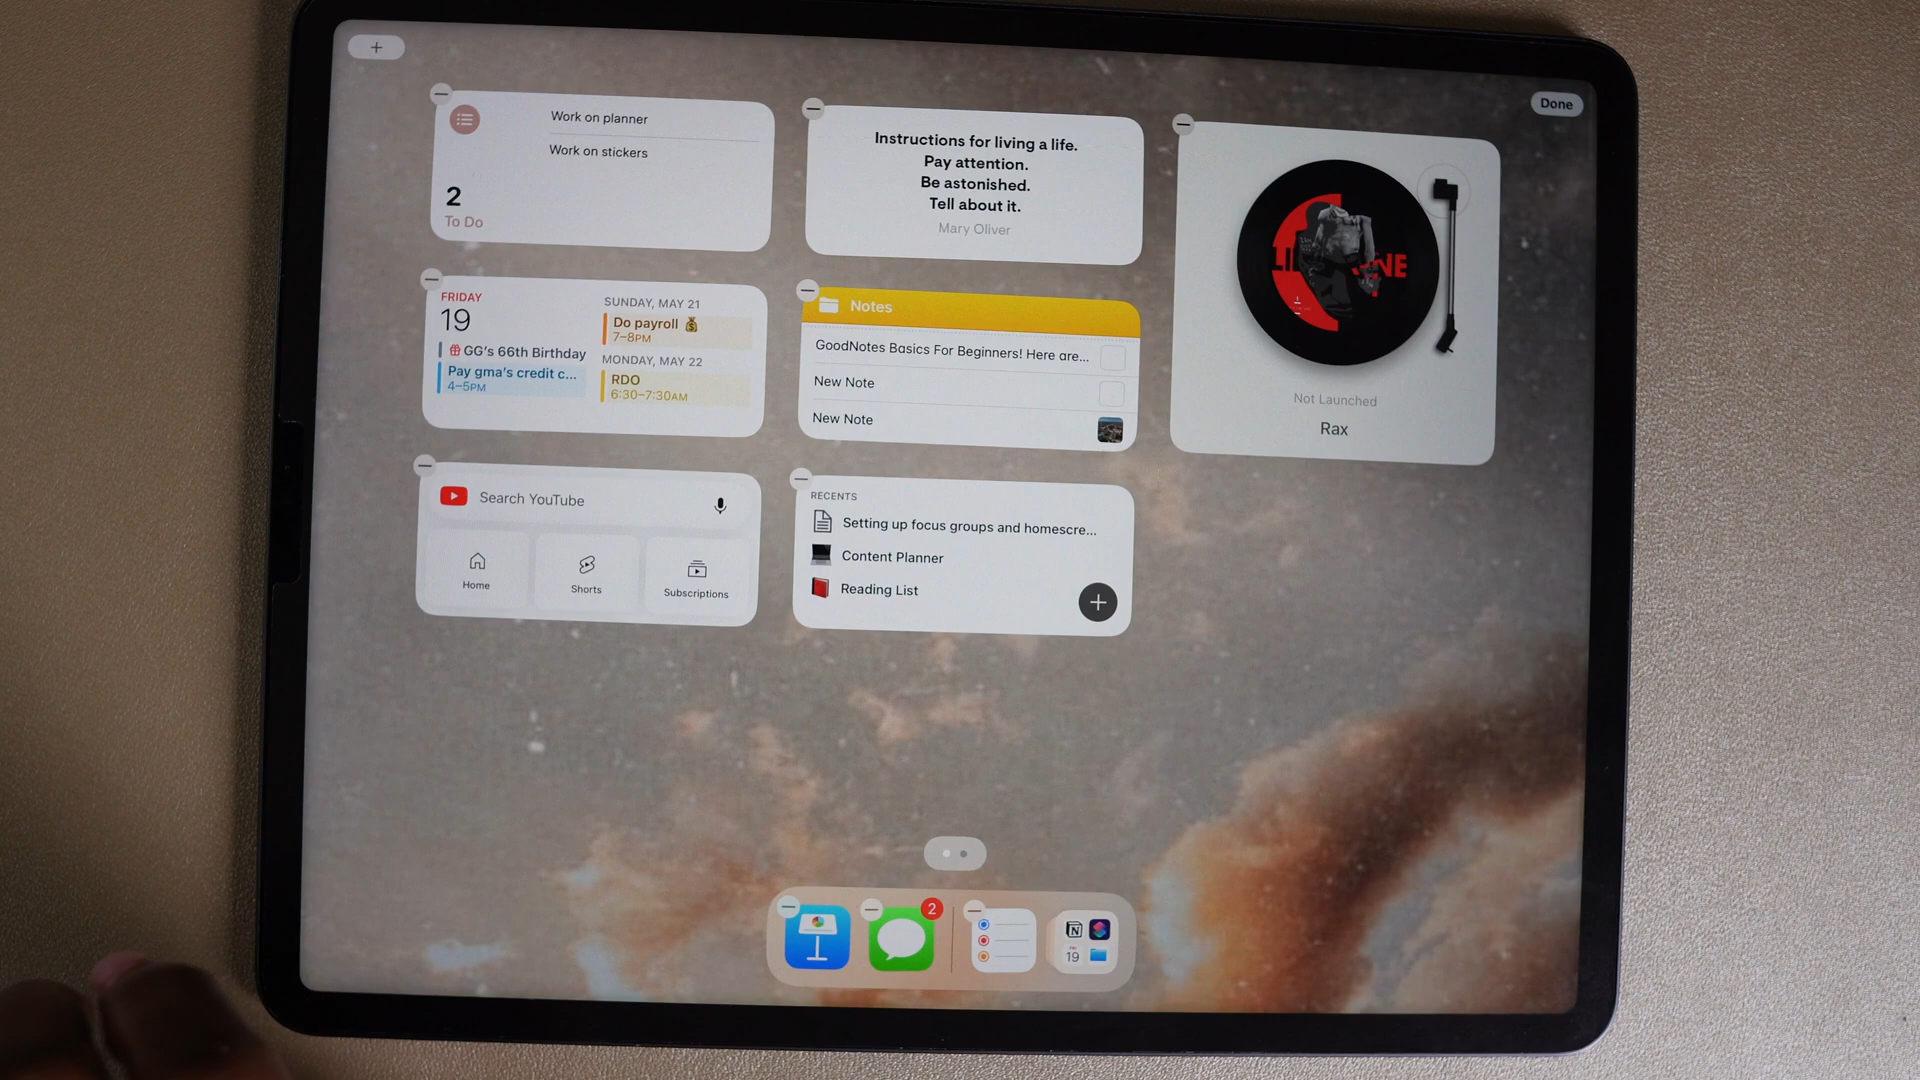 +
Done
Work on planner
Work on stickers
2
To Do
Instructions for living a life.
Pay attention.
Be astonished.
Tell about it.
Mary Oliver
Not Launched
Rax
FRIDAY
19
GG's 66th Birthday
Pay gma's credit c...
4–5PM
SUNDAY, MAY 21
Do payroll
7–8PM
MONDAY, MAY 22
RDO
6:30–7:30AM
Notes
GoodNotes Basics For Beginners! Here are...
New Note
New Note
Search YouTube
Home
Shorts
Subscriptions
RECENTS
Setting up focus groups and homescre...
Content Planner
Reading List
+
2
N
19